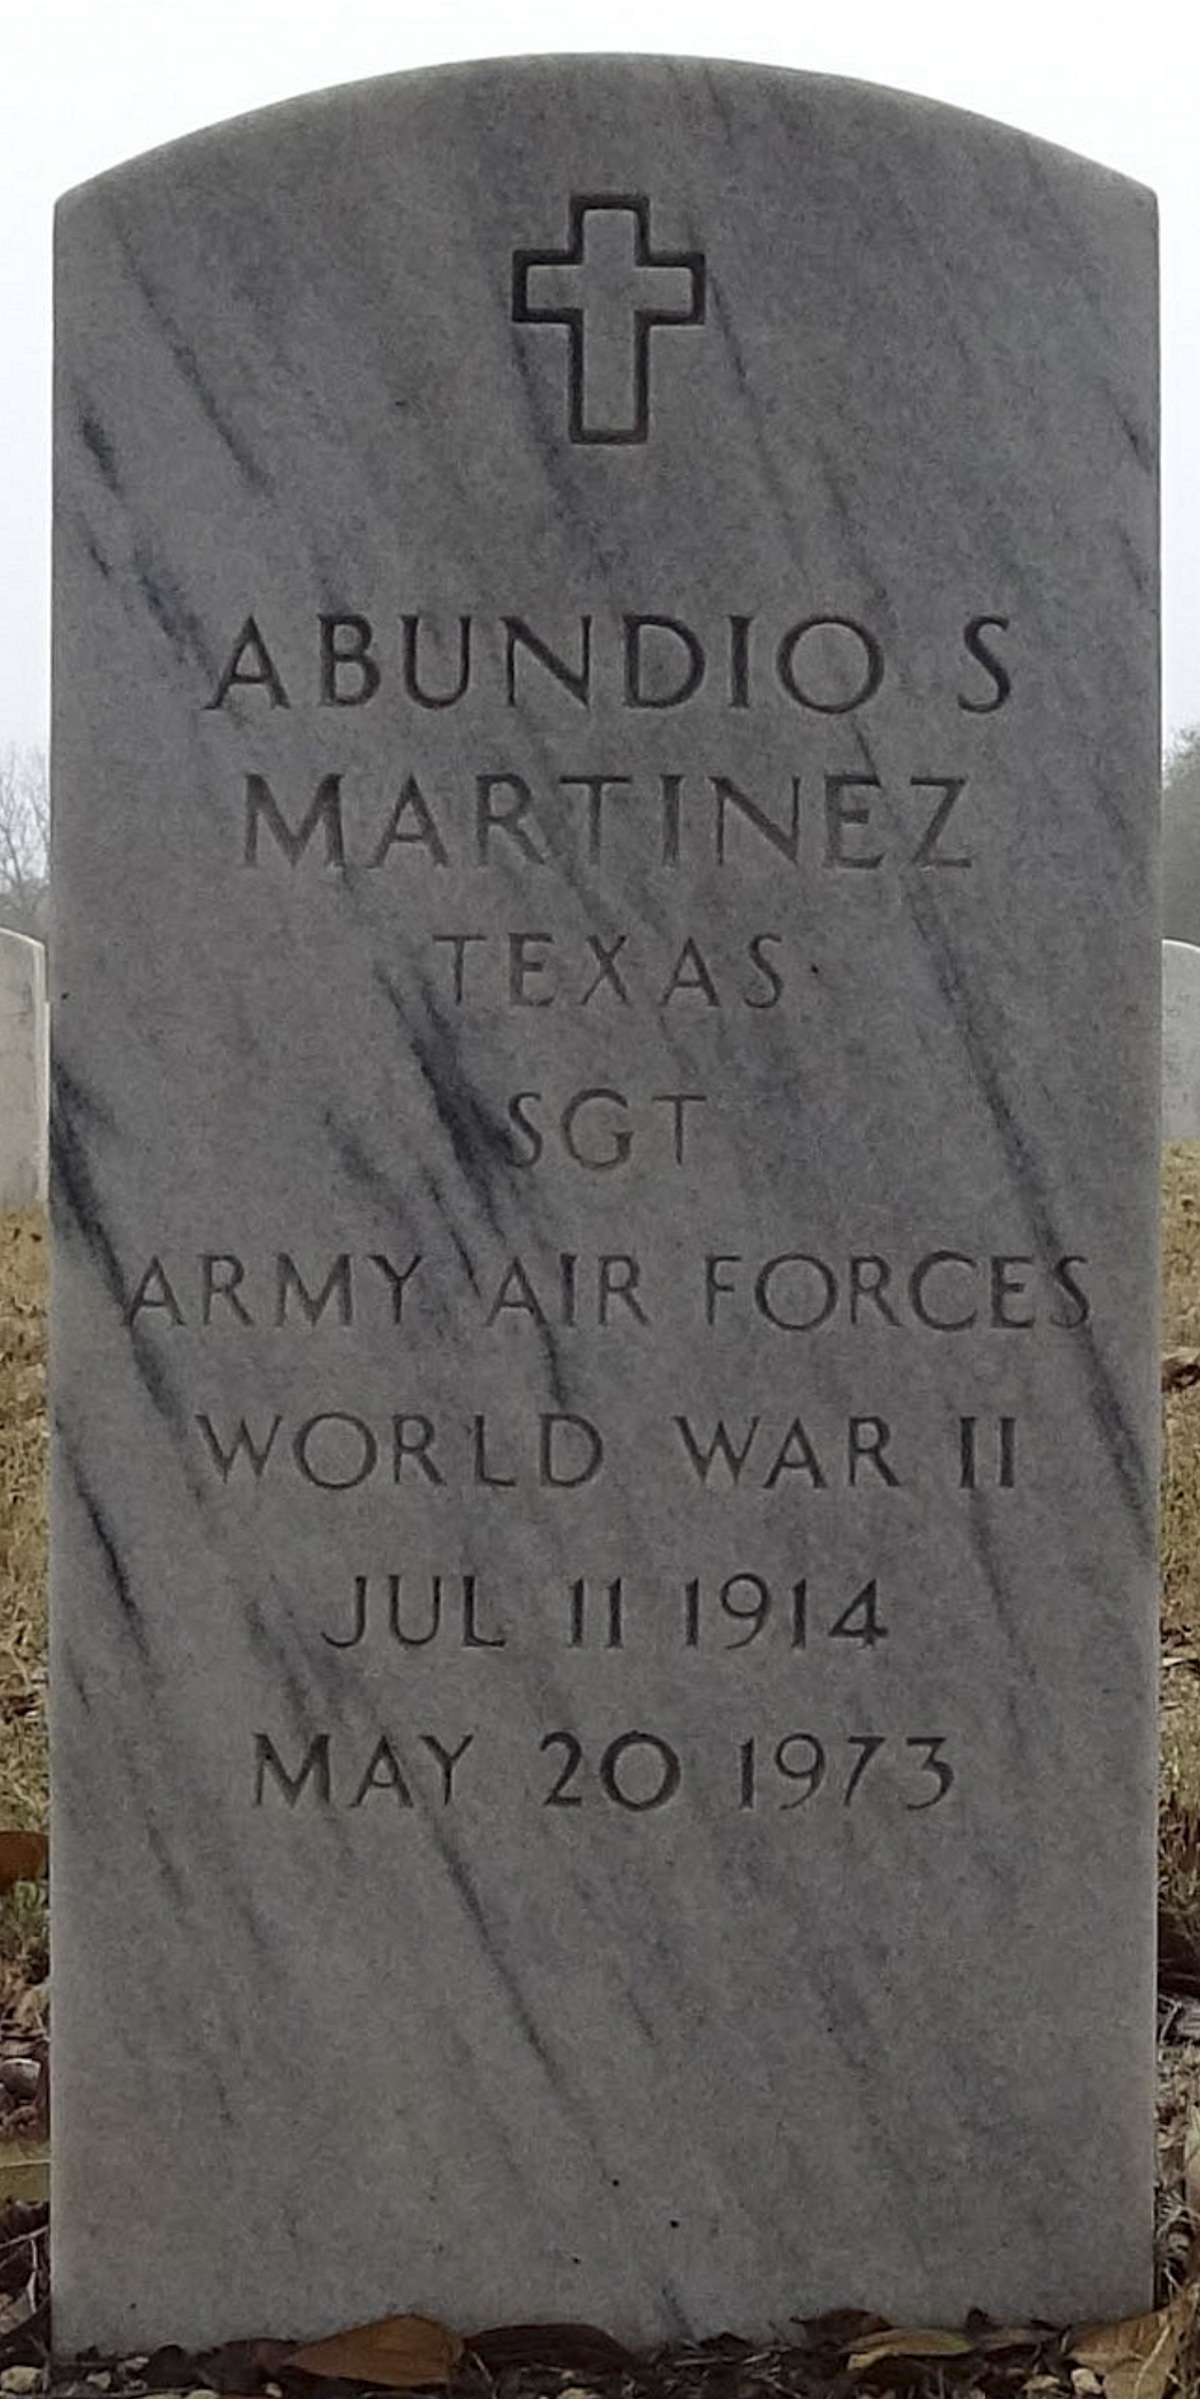 ABUNDIO S
MARTINEZ
TEXAS
SGT
ARMY AIR FORCES
WORLD WAR II
JUL 11 1914
MAY 20 1973